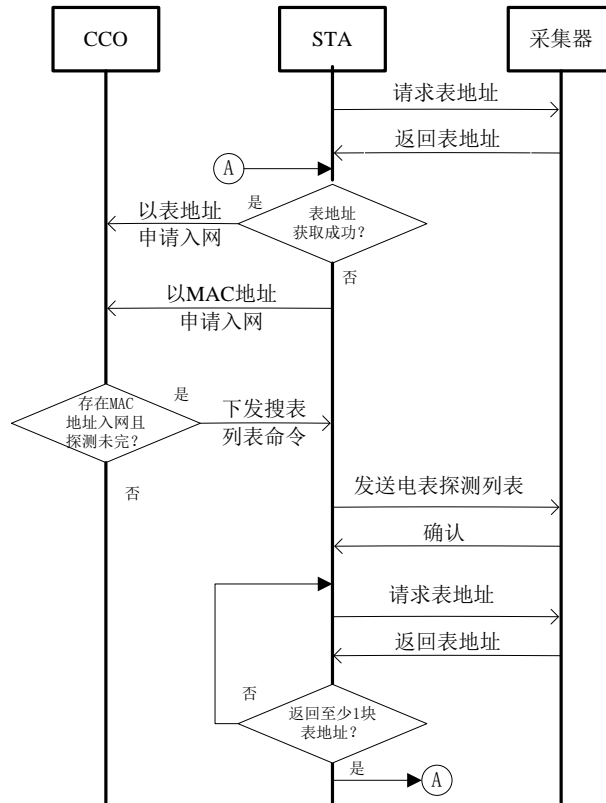 CCO
STA
采集器
请求表地址
返回表地址
A
是
以表地址
申请入网
表地址
获取成功？
否
以MAC地址
申请入网
存在MAC
地址入网且
探测未完？
是
下发搜表
列表命令
否
发送电表探测列表
确认
请求表地址
返回表地址
否
返回至少1块
表地址？
是
A